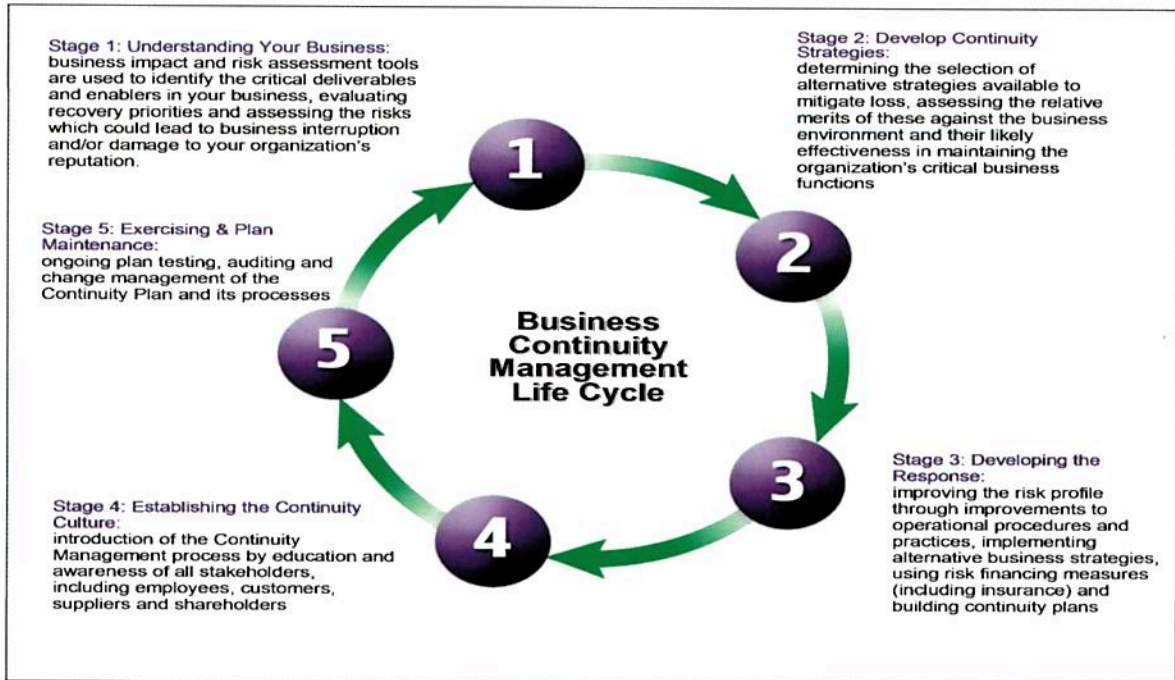 Stage 1: Understanding Your Business:
business impact and risk assessment tools
are used to identify the critical deliverables
and enablers in your business, evaluating
recovery priorities and assessing the risks
which could lead to business interruption
and/or damage to your organization's
reputation.
Stage 2: Develop Continuity
Strategies:
determining the selection of
alternative strategies available to
mitigate loss, assessing the relative
merits of these against the business
environment and their likely
effectiveness in maintaining the
organization's critical business
functions
1
2
Stage 5: Exercising & Plan
Maintenance:
ongoing plan testing, auditing and
change management of the
Continuity Plan and its processes
5
Business
Continuity
Management
Life Cycle
3
Stage 3: Developing the
Response:
improving the risk profile
through improvements to
operational procedures and
practices, implementing
alternative business strategies,
using risk financing measures
(including insurance) and
building continuity plans
4
Stage 4: Establishing the Continuity
Culture:
introduction of the Continuity
Management process by education and
awareness of all stakeholders,
including employees, customers,
suppliers and shareholders